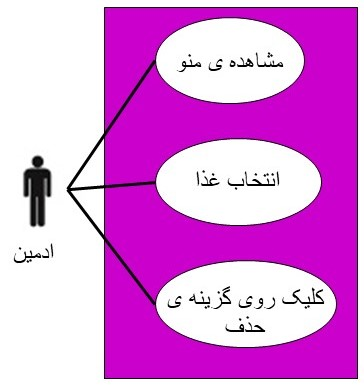 مشاهده ی منو
انتخاب غذا
ادمین
کلیک روی گزینه ی
حذف